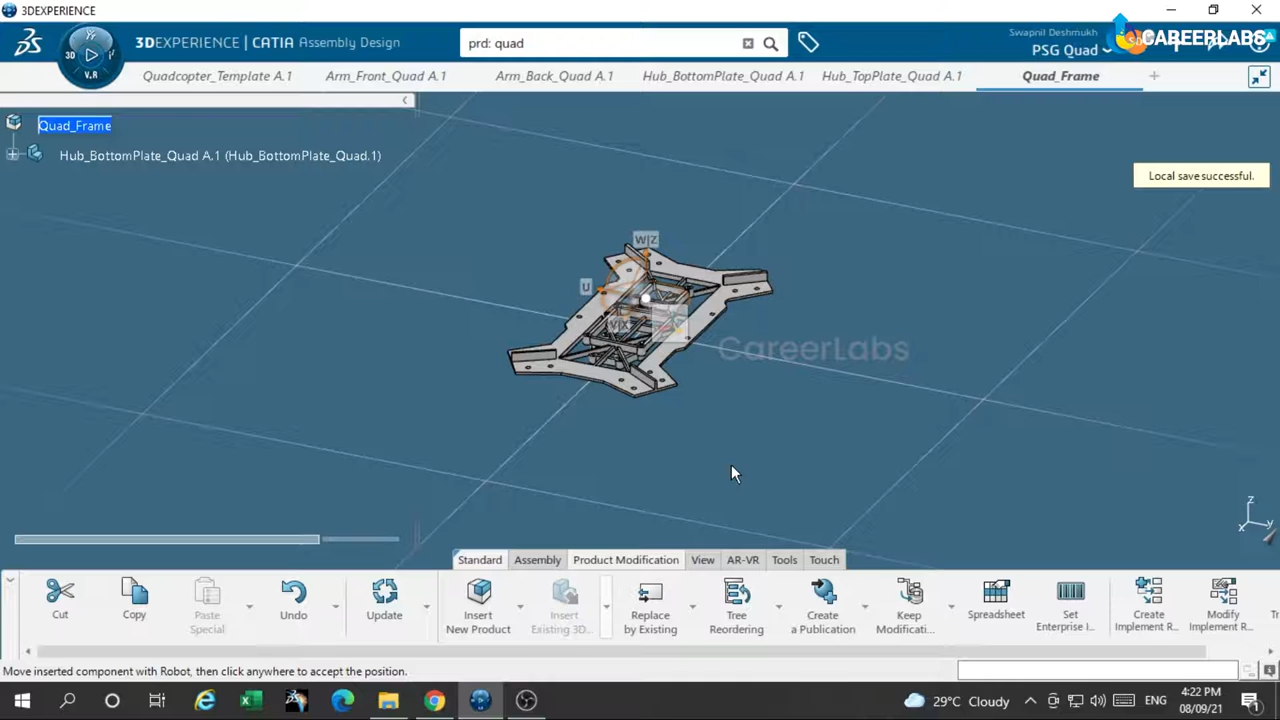 3DEXPERIENCE
3DEXPERIENCE | CATIA Assembly Design
prd: quad
Swapnil Deshmukh
PSG Quad
CAREERLABS
3D
V.R
Quadcopter_Template A.1
Arm_Front_Quad A.1
Arm_Back_Quad A.1
Hub_BottomPlate_Quad A.1
Hub_TopPlate_Quad A.1
Quad_Frame
Quad_Frame
Hub_BottomPlate_Quad A.1 (Hub_BottomPlate_Quad.1)
Local save successful.
W|Z
U
V|X
CareerLabs
z
x
y
Standard
Assembly
Product Modification
View
AR-VR
Tools
Touch
Cut
Copy
Paste
Special
Undo
Update
Insert
New Product
Insert
Existing 3D...
Replace
by Existing
Tree
Reordering
Create
a Publication
Keep
Modificati...
Spreadsheet
Set
Enterprise I...
Create
Implement R...
Modify
Implement R...
Move inserted component with Robot, then click anywhere to accept the position.
29°C Cloudy
ENG
4:22 PM
08/09/21